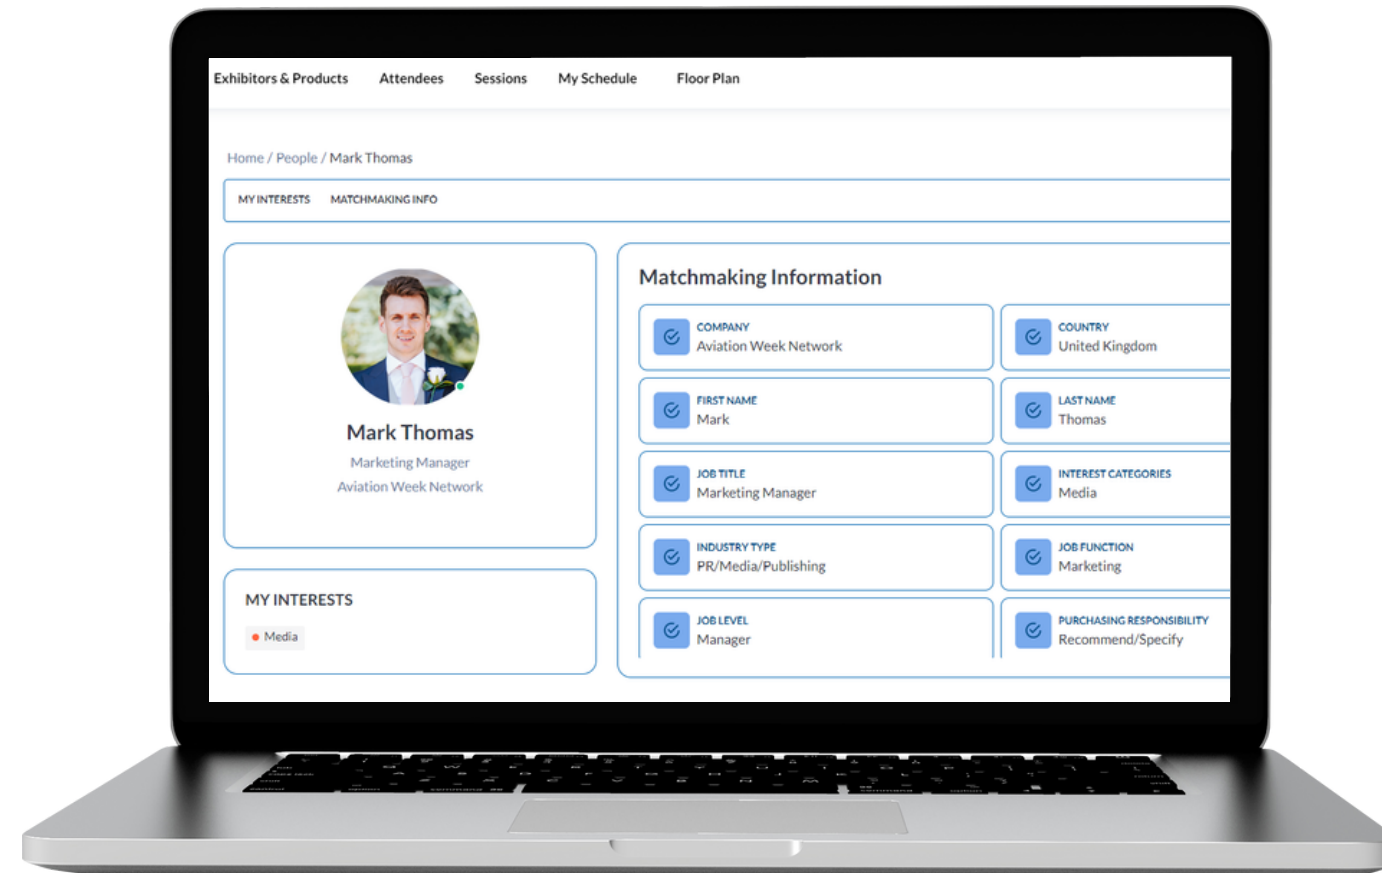 Exhibitors & Products Attendees Sessions My Schedule Floor Plan
Home / People / Mark Thomas
MY INTERESTS MATCHMAKING INFO
Mark Thomas
Marketing Manager
Aviation Week Network
MY INTERESTS
Media
Matchmaking Information
COMPANY
Aviation Week Network
COUNTRY
United Kingdom
FIRST NAME
Mark
LAST NAME
Thomas
JOB TITLE
Marketing Manager
INTEREST CATEGORIES
Media
INDUSTRY TYPE
PR/Media/Publishing
JOB FUNCTION
Marketing
JOB LEVEL
Manager
PURCHASING RESPONSIBILITY
Recommend/Specify